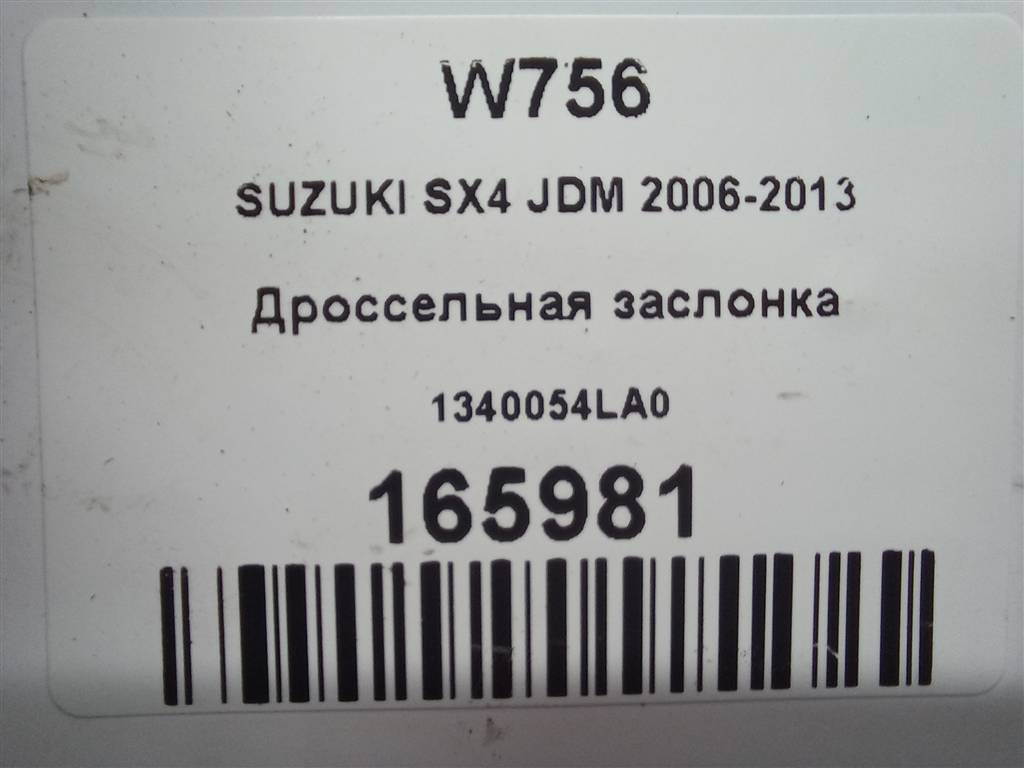 W756
SUZUKI SX4 JDM 2006-2013
Дроссельная заслонка
1340054LA0
165981